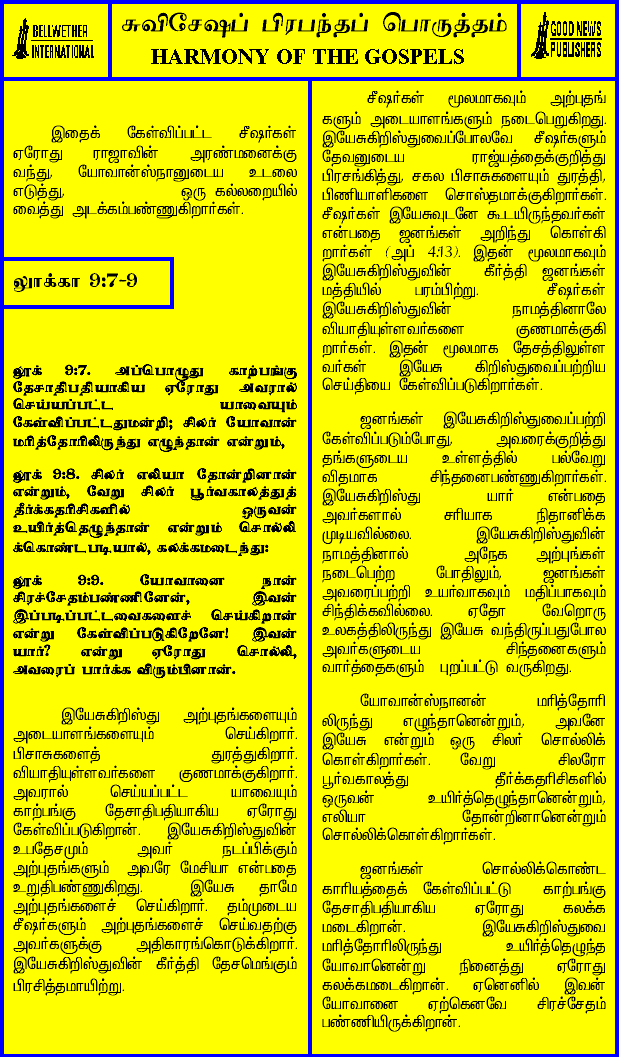 BELLWETHER
INTERNATIONAL
சுவிசேஷப் பிரபந்தப் பொருத்தம்
HARMONY OF THE GOSPELS
GOOD NEWS
PUBLISHERS
இதைக் கேள்விப்பட்ட சீஷர்கள்
ஏரோது ராஜாவின் அரண்மனைக்கு
வந்து, யோவான்ஸ்நானுடைய உடலை
எடுத்து, ஒரு கல்லறையில்
வைத்து அடக்கம்பண்ணுகிறார்கள்.
லூக்கா 9:7-9
லூக் 9:7. அப்பொழுது காற்பங்கு
தேசாதிபதியாகிய ஏரோது அவரால்
செய்யப்பட்ட யாவையும்
கேள்விப்பாட்டதுமன்றி; சிலர் யோவான்
மரித்தோரிலிருந்து எழுந்தான் என்றும்,
லூக் 9:8. சிலர் எலியா தோன்றினான்
என்றும், வேறு சிலர் பூர்வகாலத்துத்
தீர்க்கதரிசிகளில் ஒருவன்
உயிர்த்தெழுந்தான் என்றும் சொல்லி
க்கொண்டபடியால், கலக்கமடைந்து:
லூக் 9:9. யோவானை நான்
சிரச்சேதம்பண்ணினேன், இவன்
இப்படிப்பாட்டவைகளைச் செய்கிறான்
என்று கேள்விப்படுகிறேனே! இவன்
யார்? என்று ஏரோது சொல்லி,
அவரைப் பார்க்க விரும்பினான்.
இயேசுகிறிஸ்து அற்புதங்களையும்
அடையாளங்களையும் செய்கிறார்.
பிசாசுகளைத் துரத்துகிறார்.
வியாதியுள்ளவர்களை குணமாக்குகிறார்.
அவரால் செய்யப்பட்ட யாவையும்
காற்பங்கு தேசாதிபதியாகிய ஏரோது
கேள்விப்படுகிறான். இயேசுகிறிஸ்துவின்
உபதேசமும் அவர் நடப்பிக்கும்
அற்புதங்களும் அவரே மேசியா என்பதை
உறுதிபண்ணுகிறது. இயேசு தாமே
அற்புதங்களைச் செய்கிறார். தம்முடைய
சீஷர்களும் அற்புதங்களைச் செய்வதற்கு
அவர்களுக்கு அதிகாரங்கொடுக்கிறார்.
இயேசுகிறிஸ்துவின் கீர்த்தி தேசமெங்கும்
பிரசித்தமாயிற்று.
சீஷர்கள் மூலமாகவும் அற்புதங்
களும் அடையாளங்களும் நடைபெறுகிறது.
இயேசுகிறிஸ்துவைப்போலவே சீஷர்களும்
தேவனுடைய ராஜ்யத்தைக்குறித்து
பிரசங்கித்து, சகல பிசாசுகளையும் துரத்தி,
பிணியாளிகளை சொஸ்தமாக்குகிறார்கள்.
சீஷர்கள் இயேசுவுடனே கூடயிருந்தவர்கள்
என்பதை ஜனங்கள் அறிந்து கொள்கி
றார்கள் (அப் 4:13). இதன் மூலமாகவும்
இயேசுகிறிஸ்துவின் கீர்த்தி ஜனங்கள்
மத்தியில் பரம்பிற்று. சீஷர்கள்
இயேசுகிறிஸ்துவின் நாமத்தினாலே
வியாதியுள்ளவர்களை குணமாக்குகி
றார்கள். இதன் மூலமாக தேசத்திலுள்ள
வர்கள் இயேசு கிறிஸ்துவைப்பற்றிய
செய்தியை கேள்விப்படுகிறார்கள்.
ஜனங்கள் இயேசுகிறிஸ்துவைப்பற்றி
கேள்விப்படும்போது, அவரைக்குறித்து
தங்களுடைய உள்ளத்தில் பல்வேறு
விதமாக சிந்தனைபண்ணுகிறார்கள்.
இயேசுகிறிஸ்து யார் என்பதை
அவர்களால் சரியாக நிதானிக்க
முடியவில்லை. இயேசுகிறிஸ்துவின்
நாமத்தினால் அநேக அற்புங்கள்
நடைபெற்ற போதிலும், ஜனங்கள்
அவரைப்பற்றி உயர்வாகவும் மதிப்பாகவும்
சிந்திக்கவில்லை. ஏதோ வேறொரு
உலகத்திலிருந்து இயேசு வந்திருப்பதுபோல
அவர்களுடைய சிந்தனைகளும்
வார்த்தைகளும் புறப்பட்டு வருகிறது.
யோவான்ஸ்நானன் மரித்தோரி
லிருந்து எழுந்தானென்றும், அவனே
இயேசு என்றும் ஒரு சிலர் சொல்லிக்
கொள்கிறார்கள். வேறு சிலரோ
பூர்வகாலத்து தீர்க்கதரிசிகளில்
ஒருவன் உயிர்த்தெழுந்தானென்றும்,
எலியா தோன்றினானென்றும்
சொல்லிக்கொள்கிறார்கள்.
ஜனங்கள் சொல்லிக்கொண்ட
காரியத்தைக் கேள்விப்பட்டு காற்பங்கு
தேசாதிபதியாகிய ஏரோது கலக்க
மடைகிறான். இயேசுகிறிஸ்துவை
மரித்தோரிலிருந்து உயிர்த்தெழுந்த
யோவானென்று நினைத்து ஏரோது
கலக்கமடைகிறான். ஏனெனில் இவன்
யோவானை ஏற்கெனவே சிரச்சேதம்
பண்ணியிருக்கிறான்.